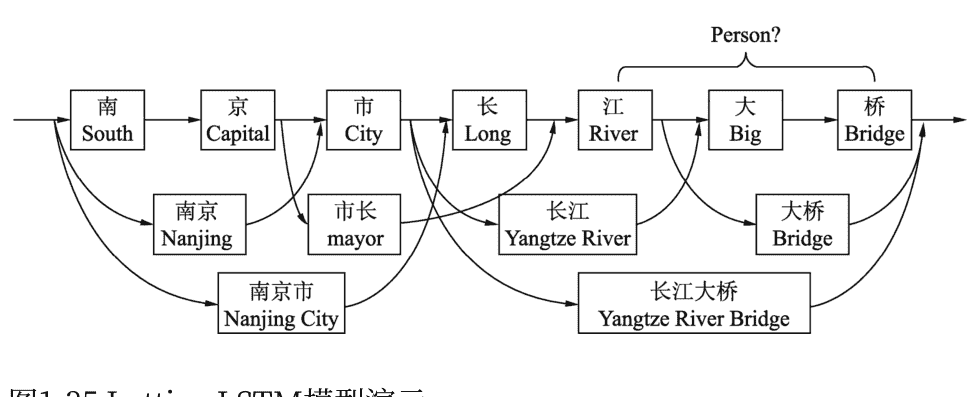 Person?
南
South
京
Capital
市
City
长
Long
江
River
大
Big
桥
Bridge
南京
Nanjing
市长
mayor
长江
Yangtze River
大桥
Bridge
南京市
Nanjing City
长江大桥
Yangtze River Bridge
图1-25 Lattice LSTM模型演示